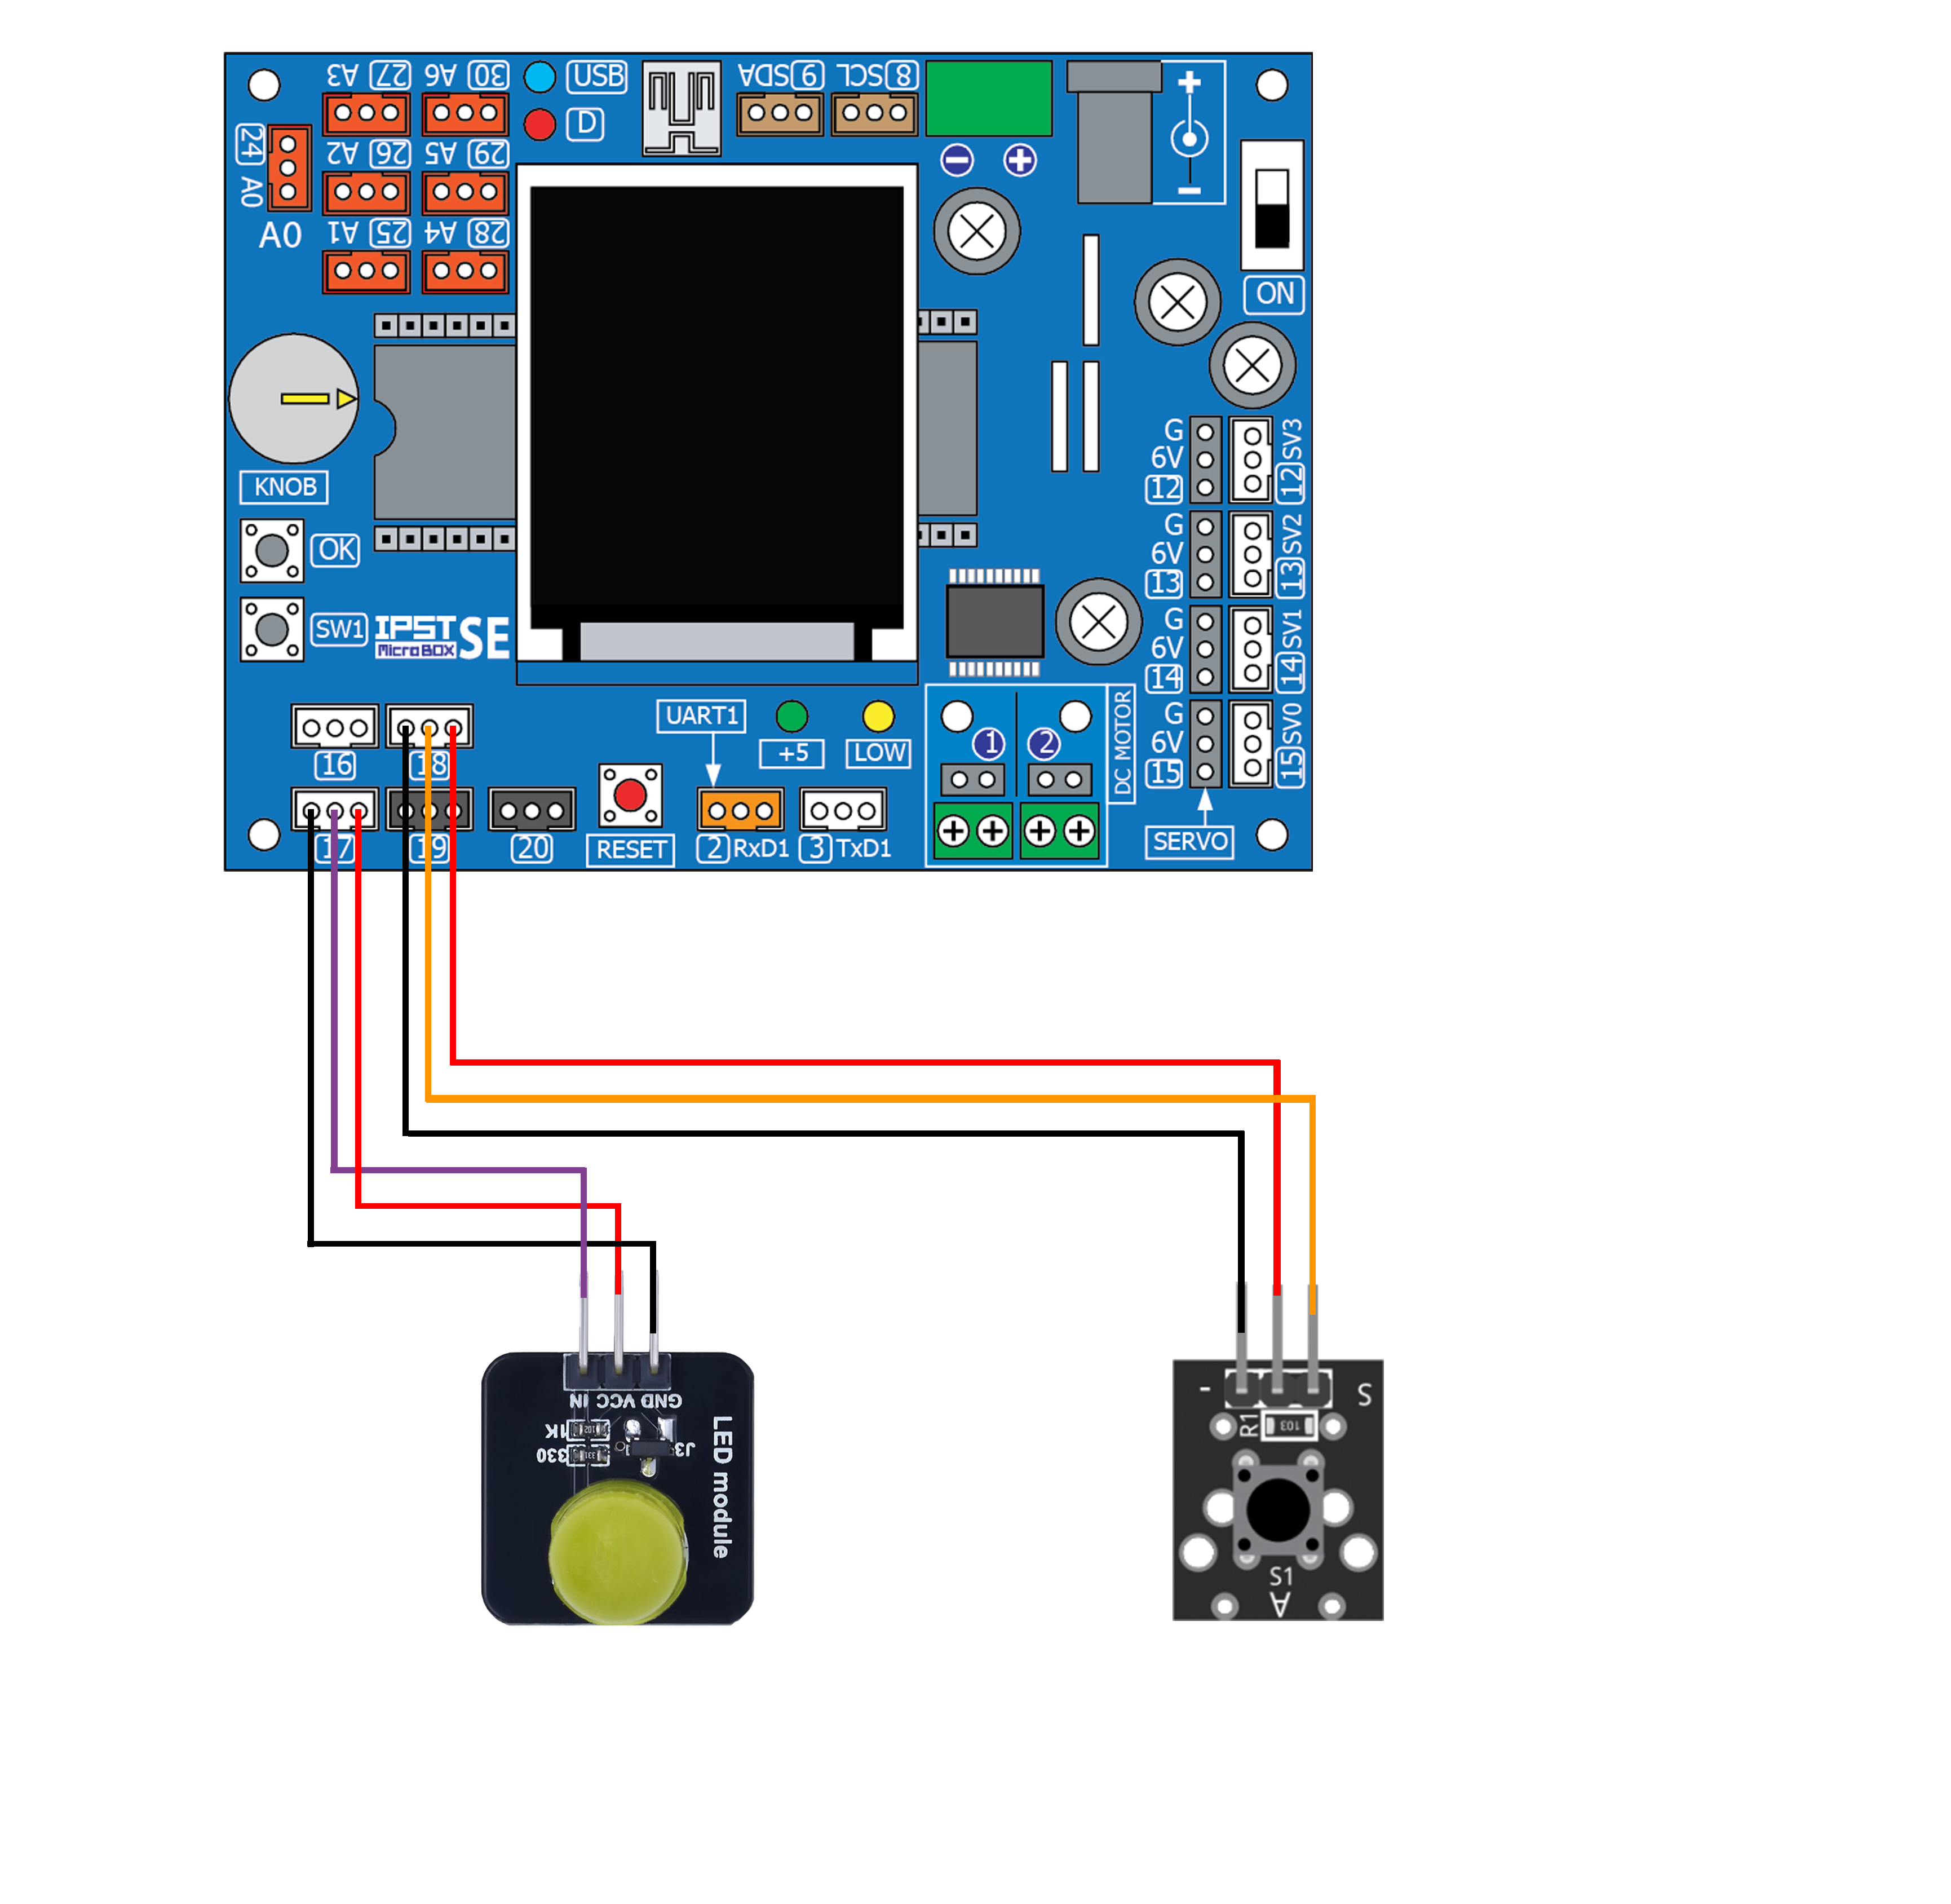 A3 27 A6 30 USB 9 SDA 8 SCL
D
24 A0
A2 26 A5 29
A0
A1 25 A4 28
ON
KNOB
OK
SW1
IPST SE
MicroBOX
G
6V
12
12 SV3
G
6V
13
13 SV2
G
6V
14
14 SV1
G
6V
15
15 SV0
UART1
+5
LOW
1 2
DC MOTOR
16
18
17
19
20
RESET
2 RxD1
3 TxD1
SERVO
IN VCC GND
1K 102
330 331
J3
LED module
- S
R1
103
S1
A